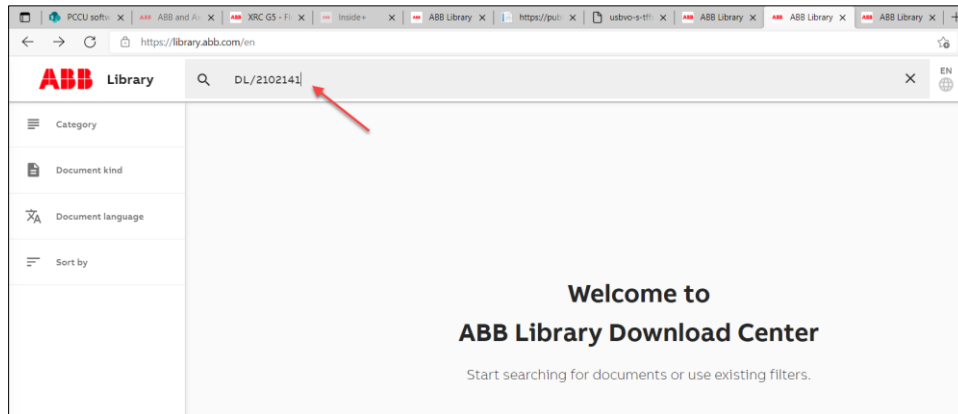 PCCU softw
ABB and A
XRC G5 - Fi
Inside+
ABB Library
https://publ
usbvo-s-tfl
ABB Library
ABB Library
ABB Library
https://library.abb.com/en
ABB Library
DL/2102141
EN
Category
Document kind
Document language
Sort by
Welcome to
ABB Library Download Center
Start searching for documents or use existing filters.